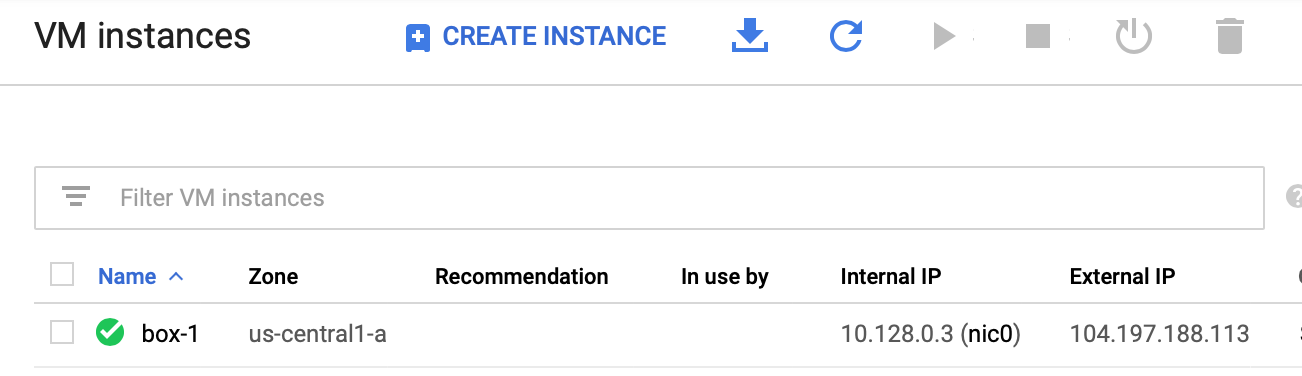 VM instances CREATE INSTANCE
Filter VM instances
Name Zone Recommendation In use by Internal IP External IP
box-1 us-central1-a 10.128.0.3 (nic0) 104.197.188.113